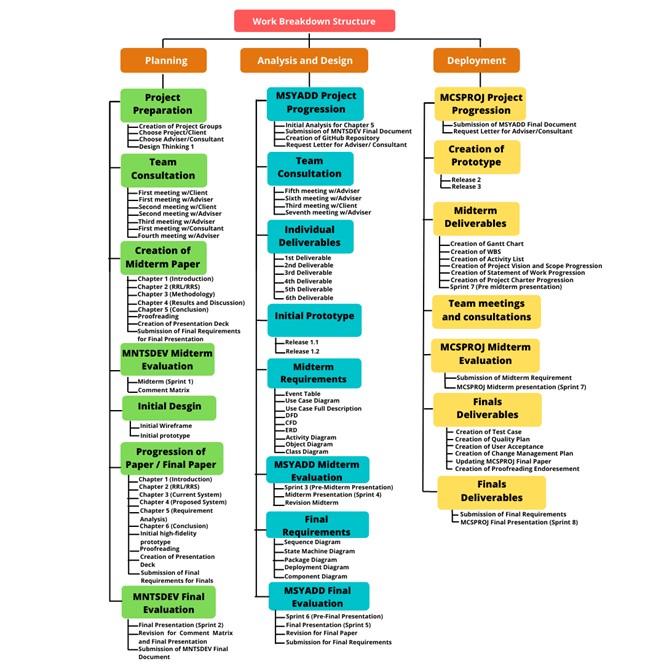 Work Breakdown Structure
Planning
Project
Preparation
Creation of Project Groups
Choose Project/Client
Choose Adviser/Consultant
Design Thinking 1
Team
Consultation
First meeting w/Client
First meeting w/Adviser
Second meeting w/Client
Second meeting w/Adviser
Third meeting w/Adviser
First meeting w/Consultant
Fourth meeting w/Adviser
Creation of
Midterm Paper
Chapter 1 (Introduction)
Chapter 2 (RRL/RRS)
Chapter 3 (Methodology)
Chapter 4 (Results and Discussion)
Chapter 5 (Conclusion)
Proofreading
Creation of Presentation Deck
Submission of Final Requirements
for Final Presentation
MNTSDEV Midterm
Evaluation
Midterm (Sprint 1)
Comment Matrix
Initial Desgin
Initial Wireframe
Initial prototype
Progression of
Paper / Final Paper
Chapter 1 (Introduction)
Chapter 2 (RRL/RRS)
Chapter 3 (Current System)
Chapter 4 (Proposed System)
Chapter 5 (Requirement
Analysis)
Chapter 6 (Conclusion)
Initial high-fidelity
prototype
Proofreading
Creation of Presentation
Deck
Submission of Final
Requirements for Finals
MNTSDEV Final
Evaluation
Final Presentation (Sprint 2)
Revision for Comment Matrix
and Final Presentation
Submission of MNTSDEV Final
Document
Analysis and Design
MSYADD Project
Progression
Initial Analysis for Chapter 5
Submission of MNTSDEV Final Document
Creation of GitHub Repository
Request Letter for Adviser/ Consultant
Team
Consultation
Fifth meeting w/Adviser
Sixth meeting w/Adviser
Third meeting w/Client
Seventh meeting w/Adviser
Individual
Deliverables
1st Deliverable
2nd Deliverable
3rd Deliverable
4th Deliverable
5th Deliverable
6th Deliverable
Initial Prototype
Release 1.1
Release 1.2
Midterm
Requirements
Event Table
Use Case Diagram
Use Case Full Description
DFD
CFD
ERD
Activity Diagram
Object Diagram
Class Diagram
MSYADD Midterm
Evaluation
Sprint 3 (Pre-Midterm Presentation)
Midterm Presentation (Sprint 4)
Revision Midterm
Final
Requirements
Sequence Diagram
State Machine Diagram
Package Diagram
Deployment Diagram
Component Diagram
MSYADD Final
Evaluation
Sprint 6 (Pre-Final Presentation)
Final Presentation (Sprint 5)
Revision for Final Paper
Submission for Final Requirements
Deployment
MCSPROJ Project
Progression
Submission of MSYADD Final Document
Request Letter for Adviser/Consultant
Creation of
Prototype
Release 2
Release 3
Midterm
Deliverables
Creation of Gantt Chart
Creation of WBS
Creation of Activity List
Creation of Project Vision and Scope Progression
Creation of Statement of Work Progression
Creation of Project Charter Progression
Sprint 7 (Pre midterm presentation)
Team meetings
and consultations
MCSPROJ Midterm
Evaluation
Submission of Midterm Requirement
MCSPROJ Midterm presentation (Sprint 7)
Finals
Deliverables
Creation of Test Case
Creation of Quality Plan
Creation of User Acceptance
Creation of Change Management Plan
Updating MCSPROJ Final Paper
Creation of Proofreading Endoresement
Finals
Deliverables
Submission of Final Requirements
MCSPROJ Final Presentation (Sprint 8)